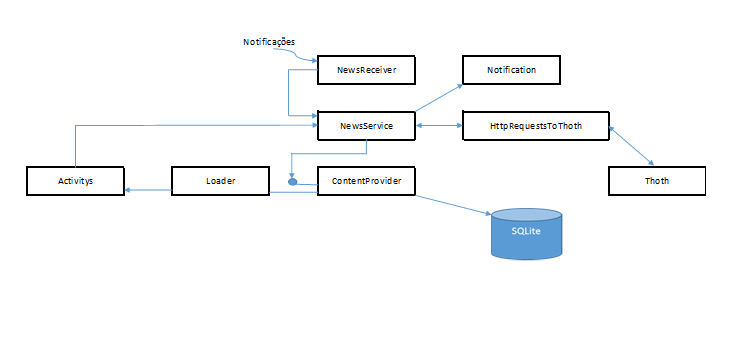 Notificações
NewsReceiver
Notification
NewsService
HttpRequestsToThoth
Activitys
Loader
ContentProvider
Thoth
SQLite